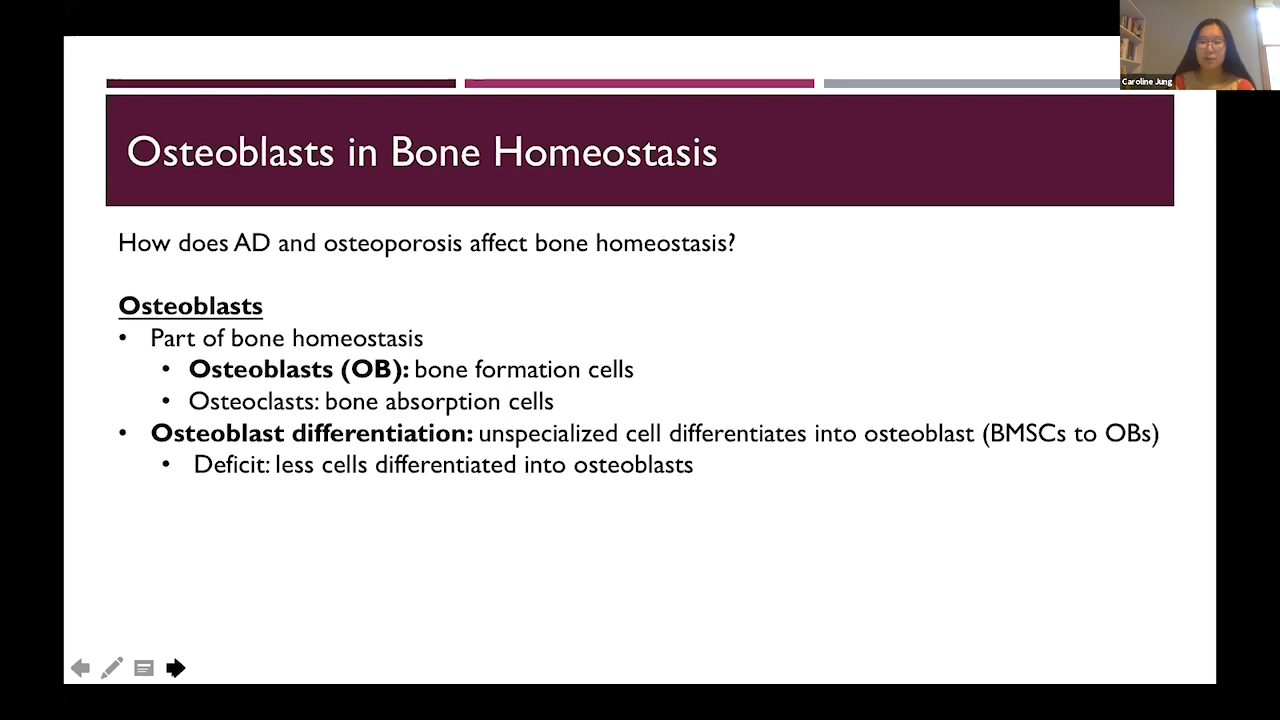 Caroline Jung
Osteoblasts in Bone Homeostasis
How does AD and osteoporosis affect bone homeostasis?
Osteoblasts
• Part of bone homeostasis
• Osteoblasts (OB): bone formation cells
• Osteoclasts: bone absorption cells
• Osteoblast differentiation: unspecialized cell differentiates into osteoblast (BMSCs to OBs)
• Deficit: less cells differentiated into osteoblasts